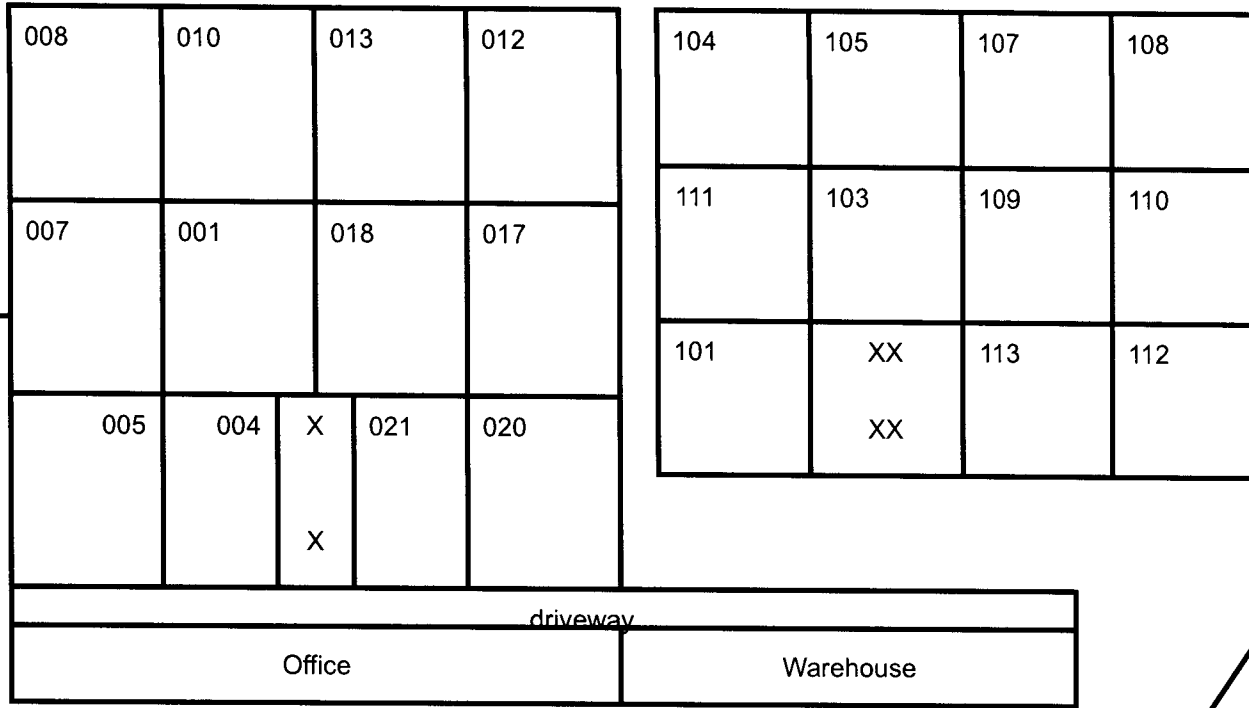 008 010 013 012
007 001 018 017
005 004 X 021 020
X
104 105 107 108
111 103 109 110
101 XX 113 112
XX
driveway
Office Warehouse